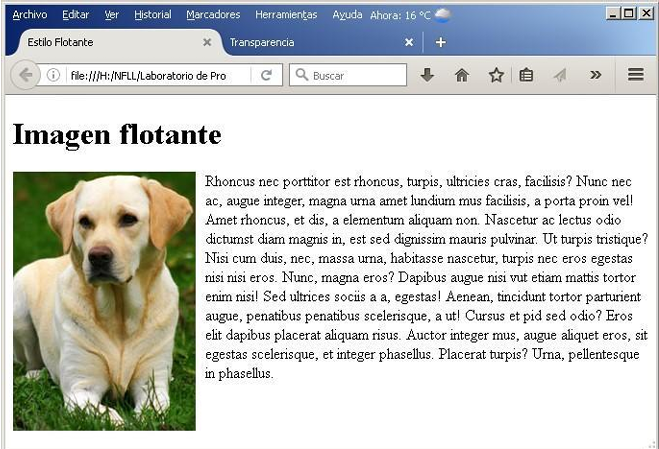 Archivo Editar Ver Historial Marcadores Herramientas Ayuda Ahora: 16 °C
Estilo Flotante
Transparencia
file:///H:/NFLL/Laboratorio de Pro
Buscar
Imagen flotante
Rhoncus nec porttitor est rhoncus, turpis, ultricies cras, facilisis? Nunc nec
ac, augue integer, magna urna amet lundium mus facilisis, a porta proin vel!
Amet rhoncus, et dis, a elementum aliquam non. Nascetur ac lectus odio
dictumst diam magnis in, est sed dignissim mauris pulvinar. Ut turpis tristique?
Nisi cum duis, nec, massa urna, habitasse nascetur, turpis nec eros egestas
nisi nisi eros. Nunc, magna eros? Dapibus augue nisi vut etiam mattis tortor
enim nisi! Sed ultrices sociis a a, egestas! Aenean, tincidunt tortor parturient
augue, penatibus penatibus scelerisque, a ut! Cursus et pid sed odio? Eros
elit dapibus placerat aliquam risus. Auctor integer mus, augue aliquet eros, sit
egestas scelerisque, et integer phasellus. Placerat turpis? Urna, pellentesque
in phasellus.